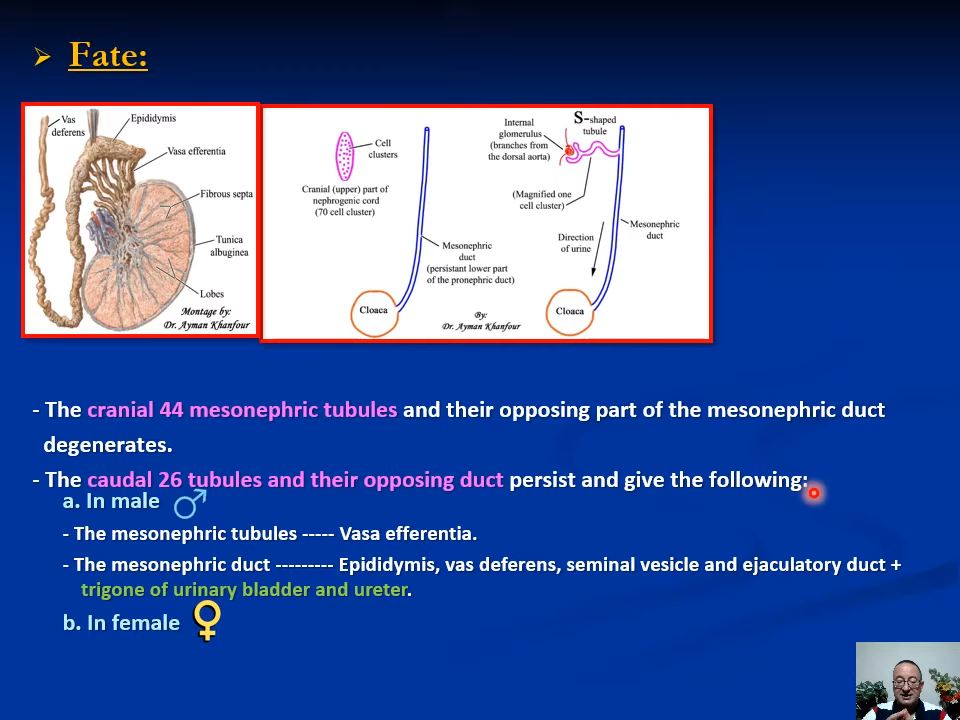 Fate:
Vas
deferens
Epididymis
Vasa efferentia
Fibrous septa
Tunica
albuginea
Lobes
Montage by:
Dr. Ayman Khanfour
Cell
clusters
Cranial (upper) part of
nephrogenic cord
(70 cell cluster)
Mesonephric
duct
(persistant lower part
of the pronephric duct)
Cloaca
By:
Dr. Ayman Khanfour
Internal
glomerulus
(branches from
the dorsal aorta)
S-shaped
tubule
(Magnified one
cell cluster)
Direction
of urine
Mesonephric
duct
Cloaca
- The cranial 44 mesonephric tubules and their opposing part of the mesonephric duct
degenerates.
- The caudal 26 tubules and their opposing duct persist and give the following:
a. In male
- The mesonephric tubules ----- Vasa efferentia.
- The mesonephric duct --------- Epididymis, vas deferens, seminal vesicle and ejaculatory duct +
trigone of urinary bladder and ureter.
b. In female